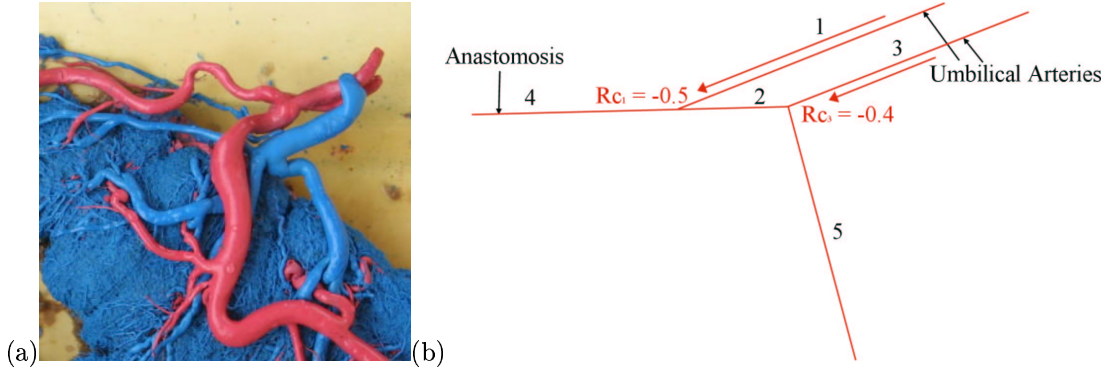 (a)
(b)
1
3
Anastomosis
Umbilical Arteries
Rc₁ = -0.5
2
4
Rc₃ = -0.4
5